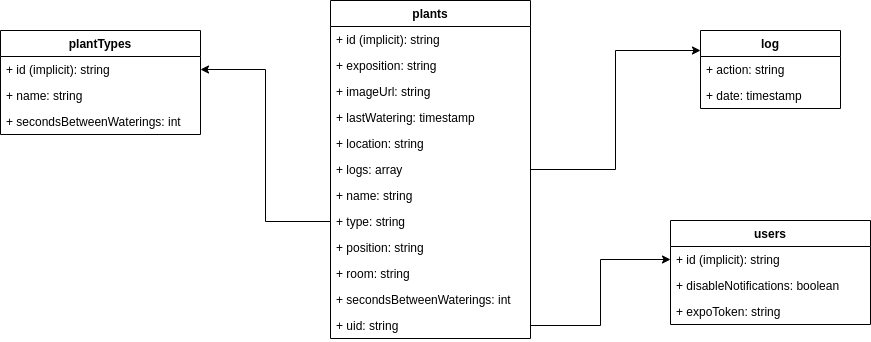 plantTypes
+ id (implicit): string
+ name: string
+ secondsBetweenWaterings: int
plants
+ id (implicit): string
+ exposition: string
+ imageUrl: string
+ lastWatering: timestamp
+ location: string
+ logs: array
+ name: string
+ type: string
+ position: string
+ room: string
+ secondsBetweenWaterings: int
+ uid: string
log
+ action: string
+ date: timestamp
users
+ id (implicit): string
+ disableNotifications: boolean
+ expoToken: string